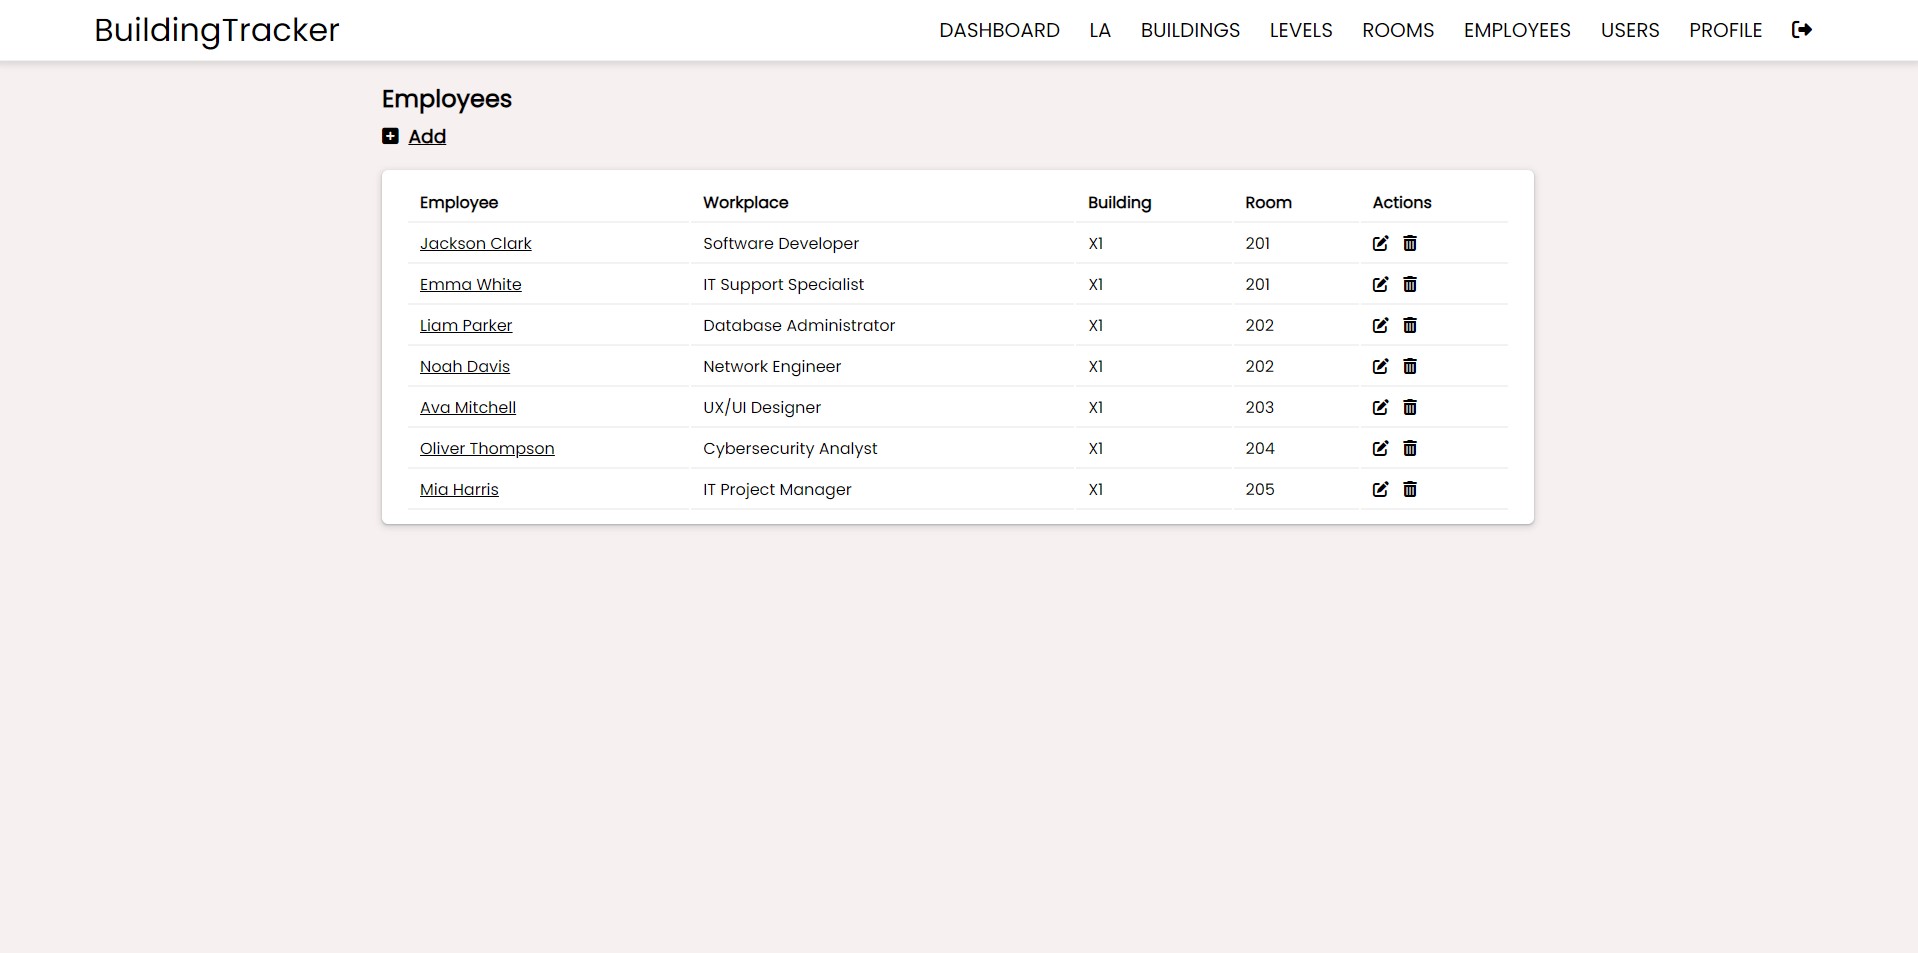 BuildingTracker DASHBOARD LA BUILDINGS LEVELS ROOMS EMPLOYEES USERS PROFILE
Employees
Add
Employee Workplace Building Room Actions
Jackson Clark Software Developer X1 201
Emma White IT Support Specialist X1 201
Liam Parker Database Administrator X1 202
Noah Davis Network Engineer X1 202
Ava Mitchell UX/UI Designer X1 203
Oliver Thompson Cybersecurity Analyst X1 204
Mia Harris IT Project Manager X1 205